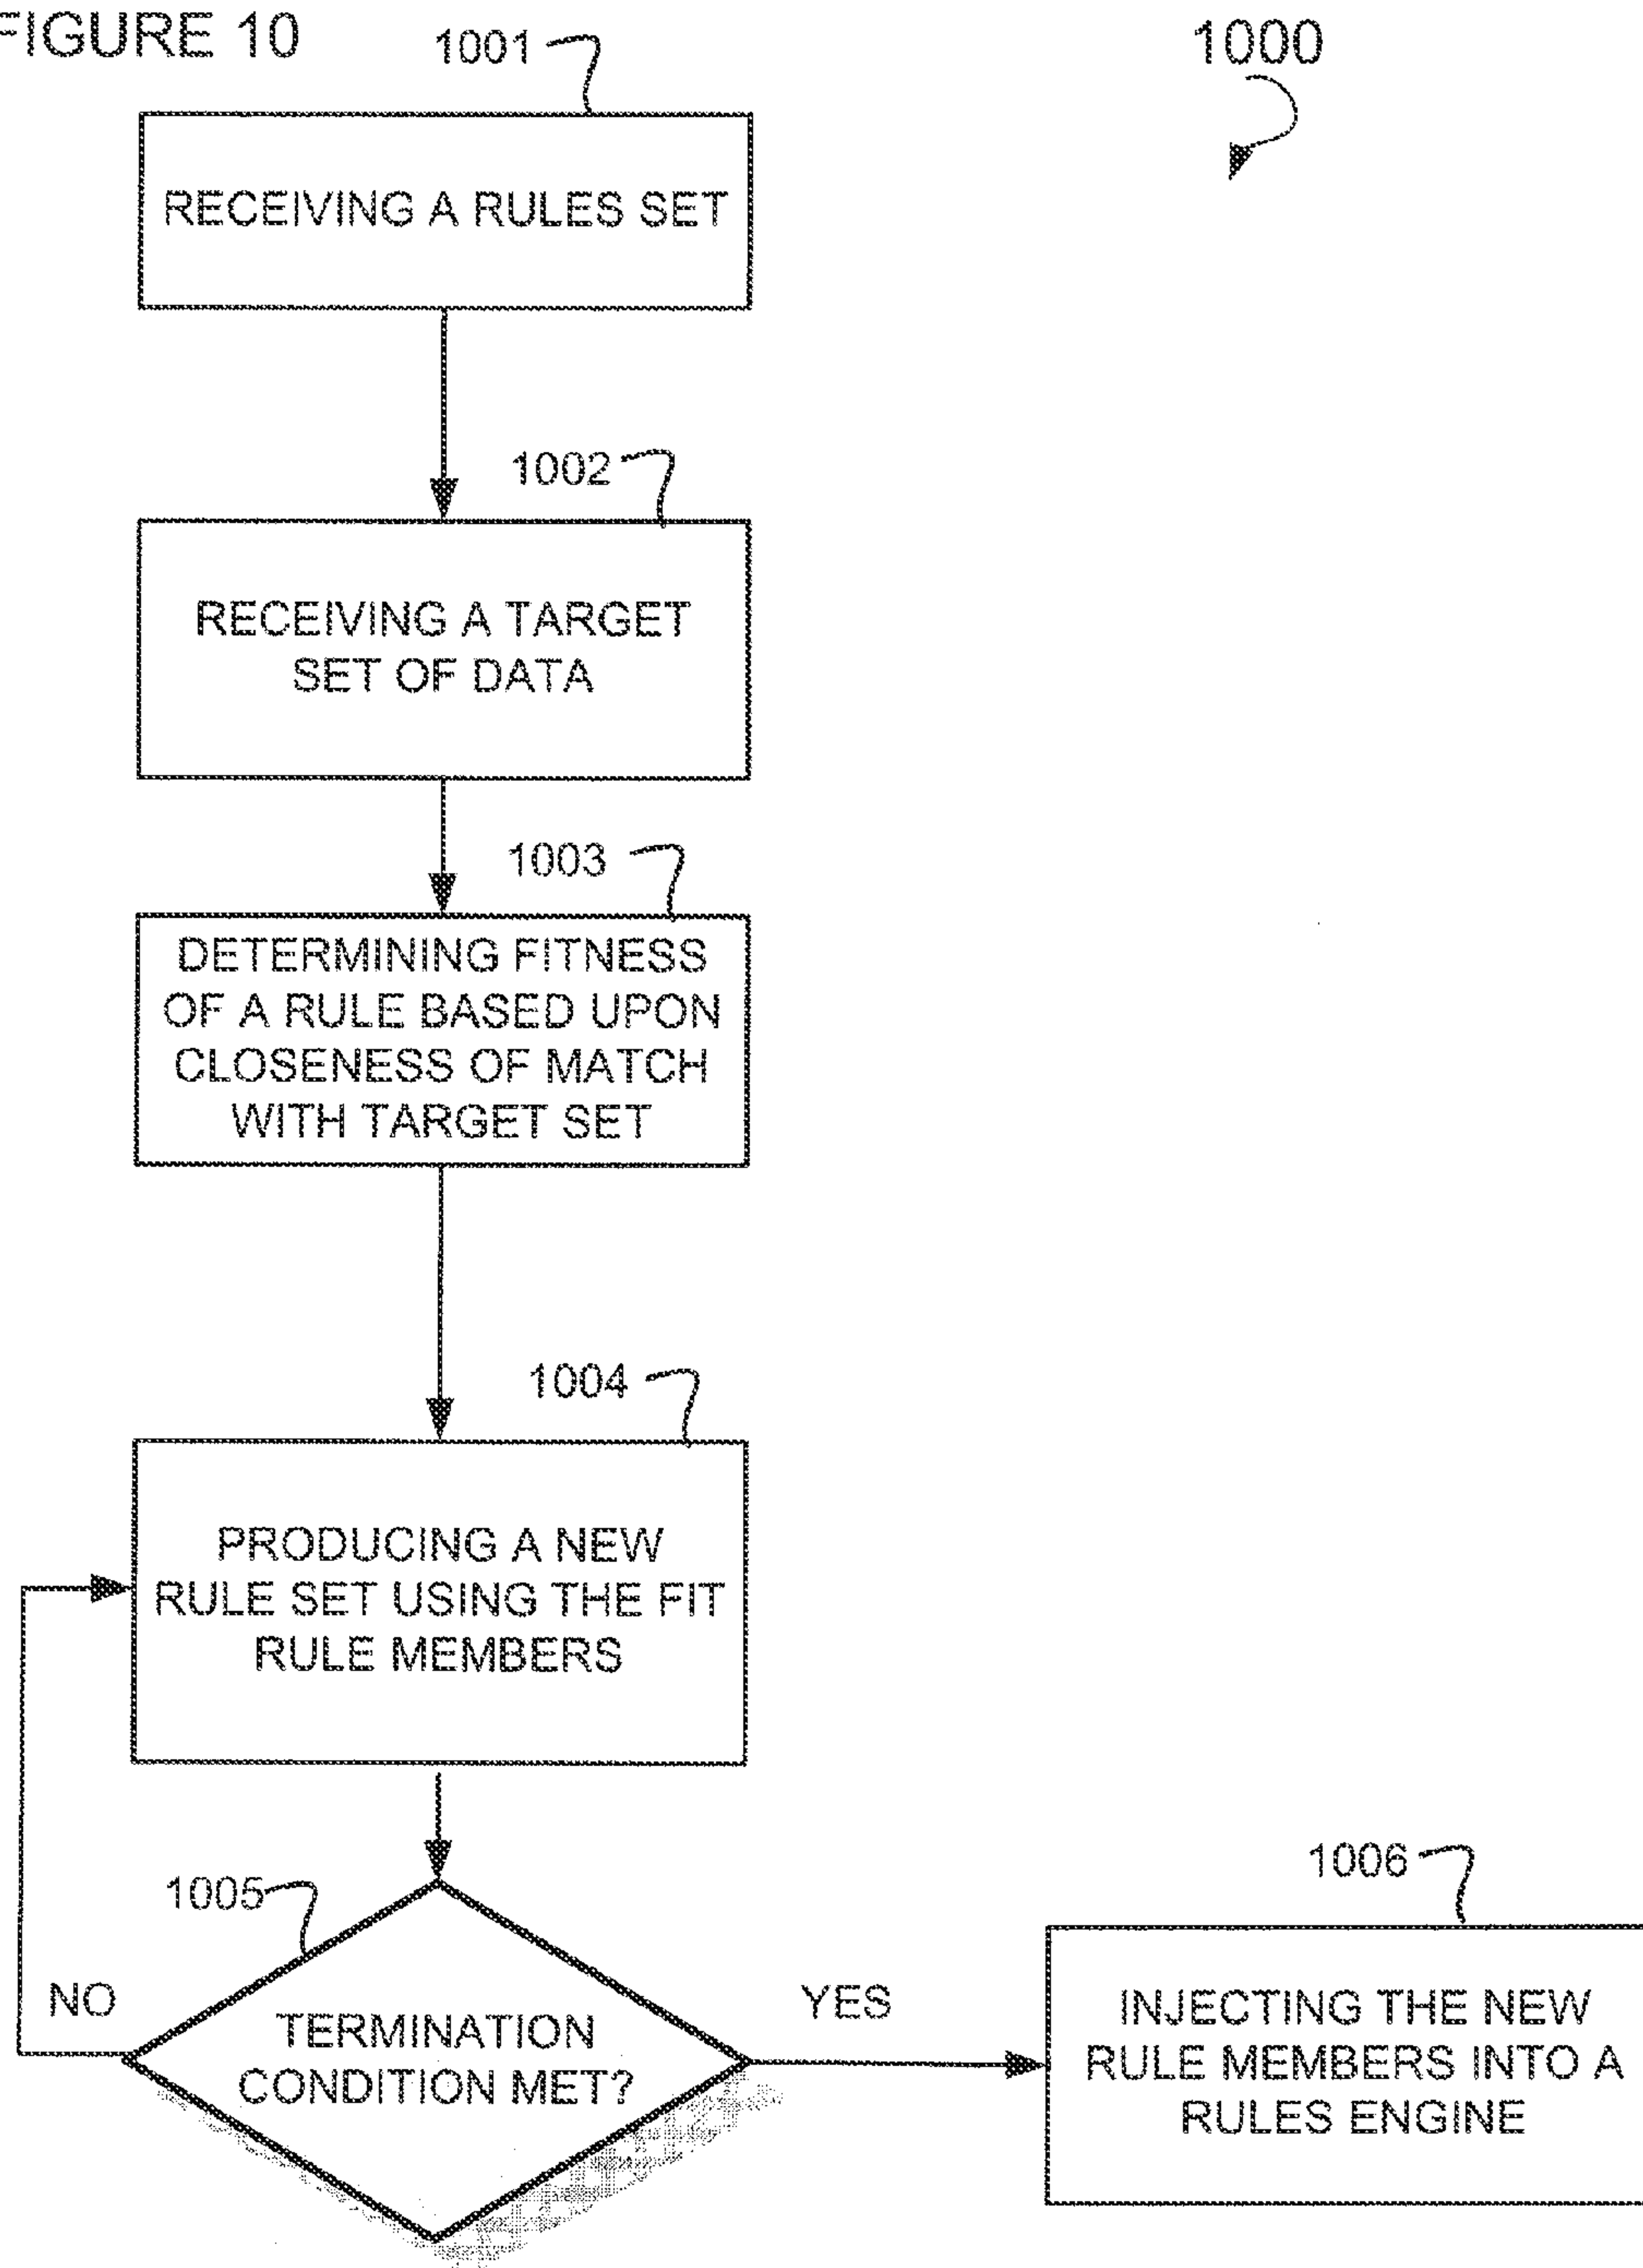 FIGURE 10
1000
1001
RECEIVING A RULES SET
1002
RECEIVING A TARGET
SET OF DATA
1003
DETERMINING FITNESS
OF A RULE BASED UPON
CLOSENESS OF MATCH
WITH TARGET SET
1004
PRODUCING A NEW
RULE SET USING THE FIT
RULE MEMBERS
1005
NO
TERMINATION
CONDITION MET?
YES
1006
INJECTING THE NEW
RULE MEMBERS INTO A
RULES ENGINE